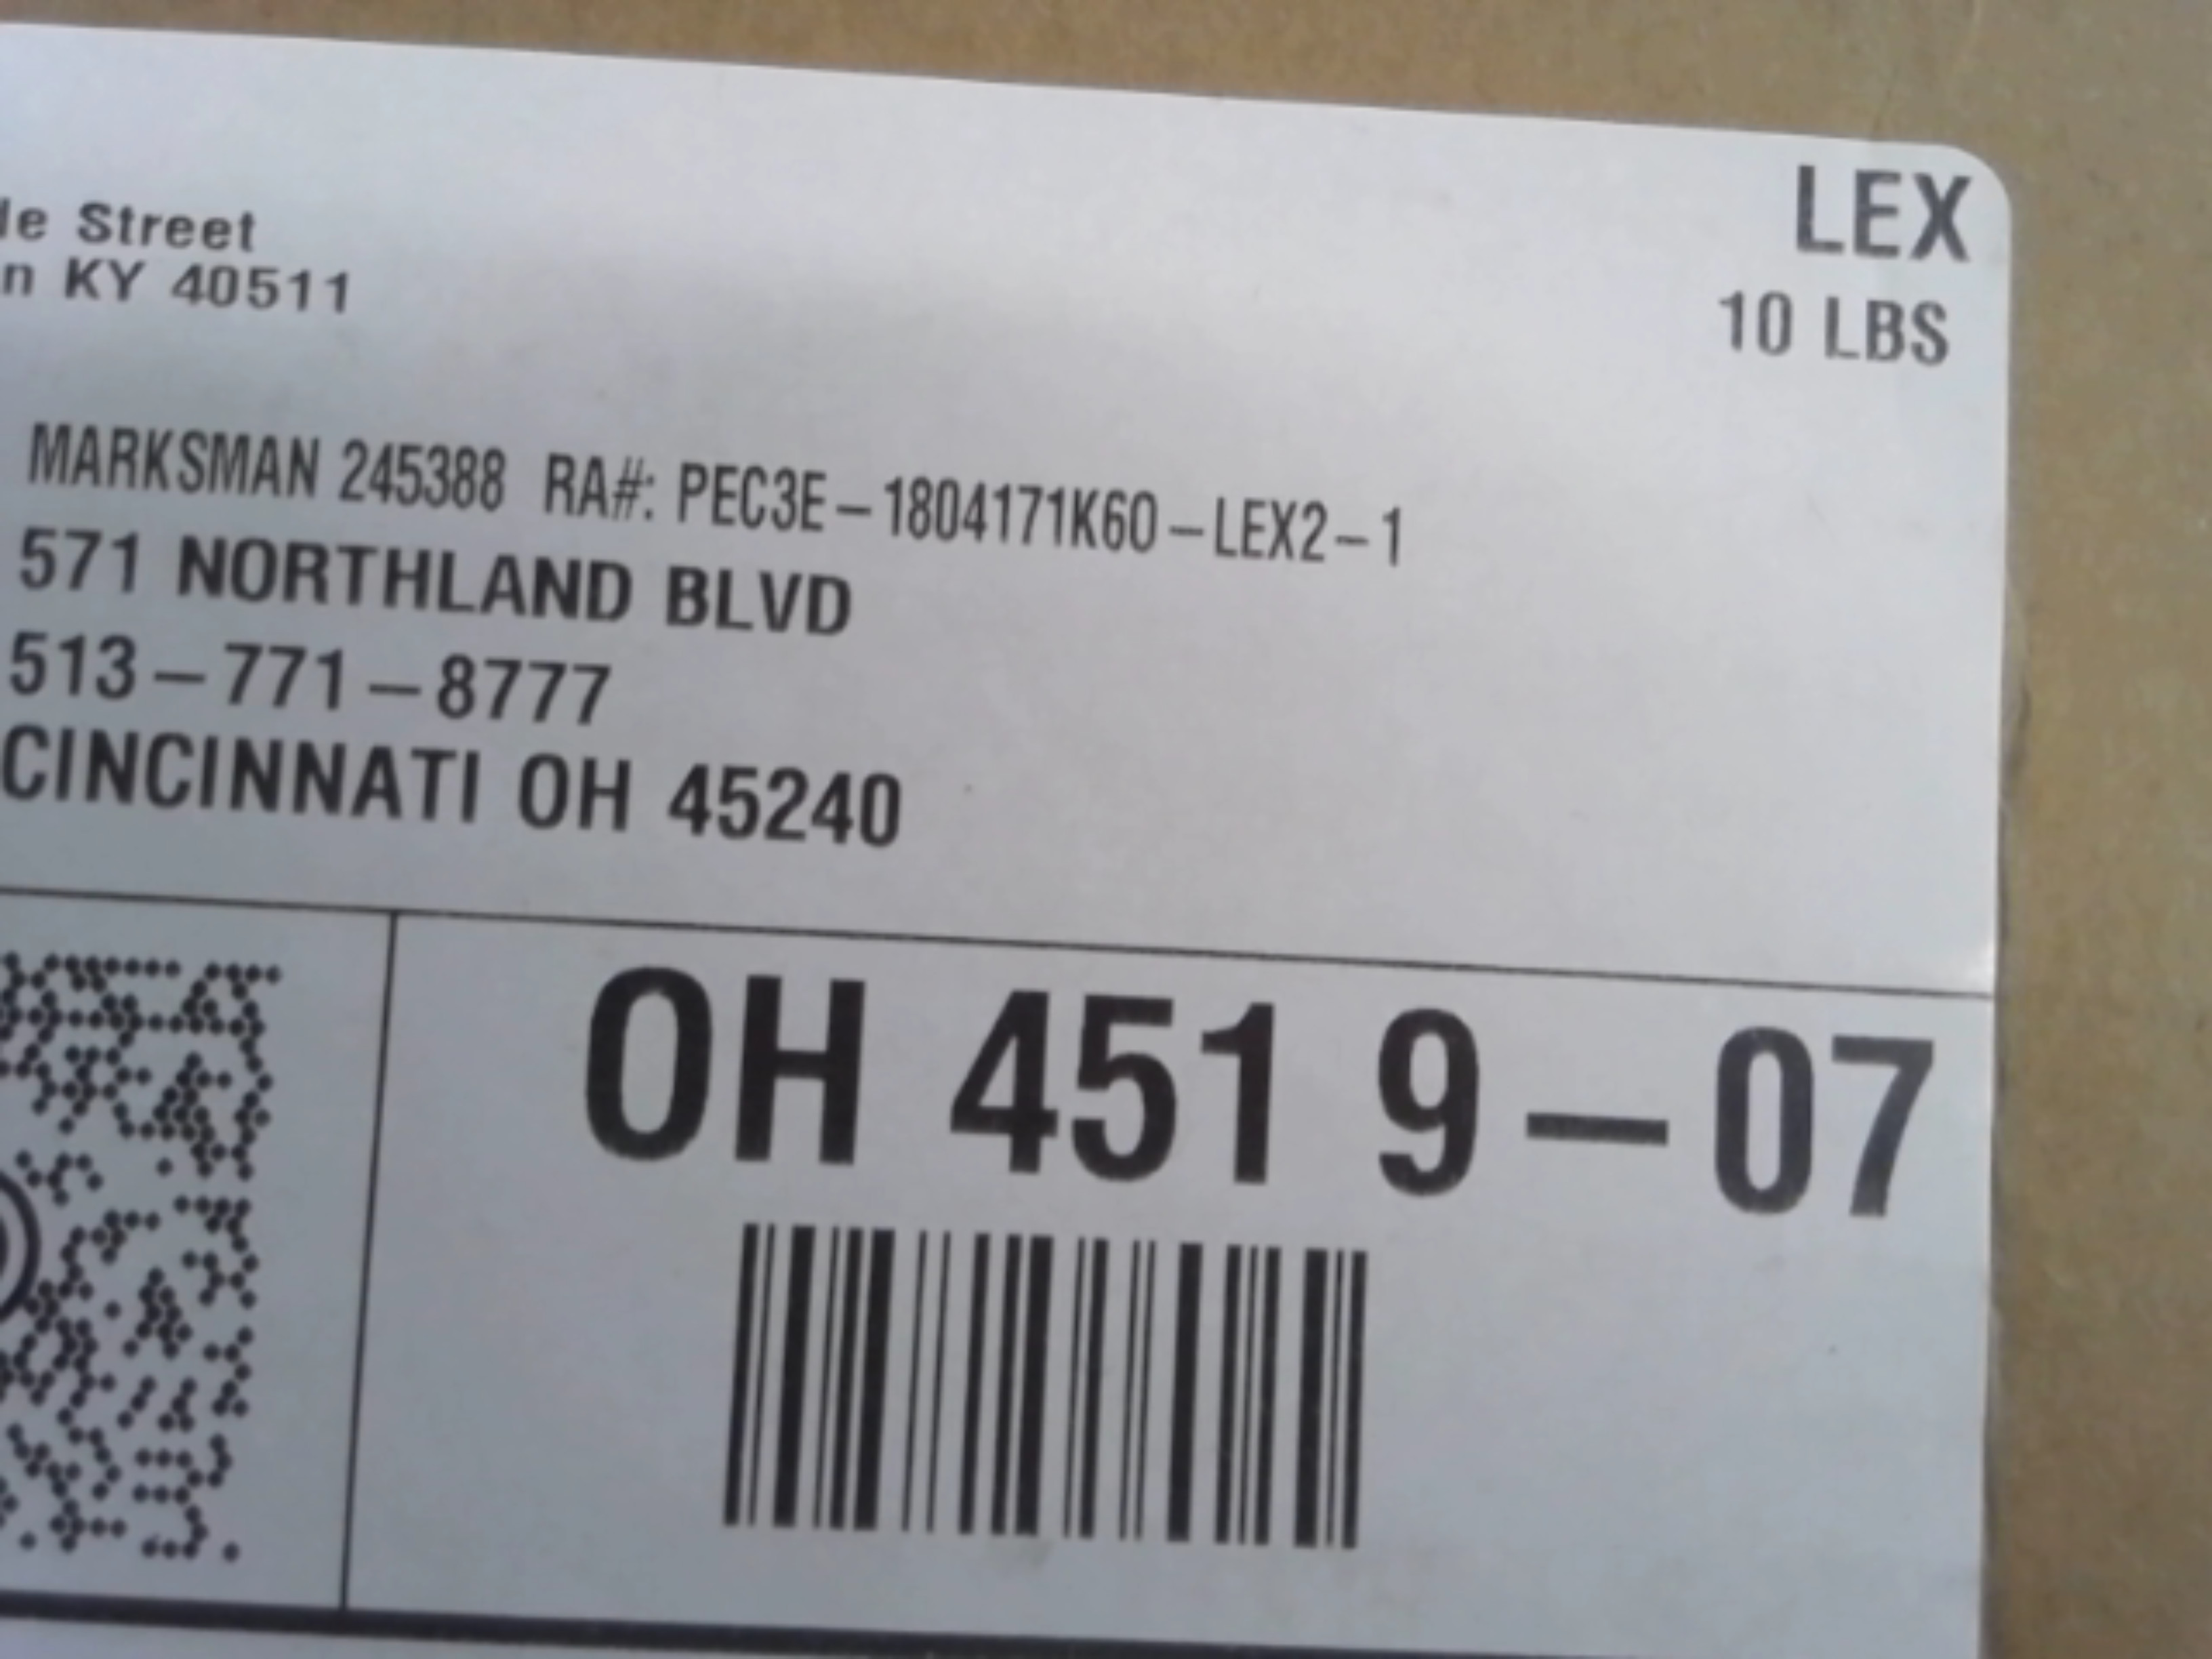 le Street
n KY 40511
LEX
10 LBS
MARKSMAN 245388 RA#: PEC3E-1804171K60-LEX2-1
571 NORTHLAND BLVD
513-771-8777
CINCINNATI OH 45240
OH 451 9-07